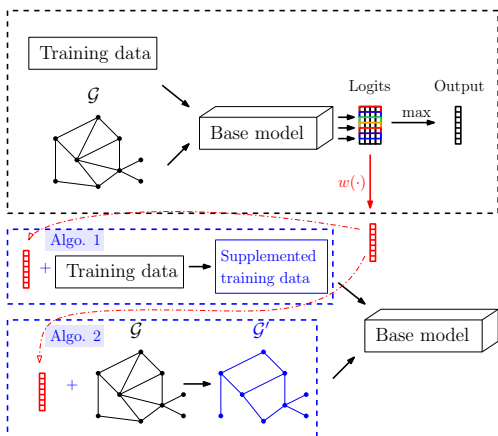 Training data
𝒢
Logits
Output
Base model
max
w(·)
Algo. 1
+
Training data
Supplemented
training data
Base model
Algo. 2
𝒢
𝒢′
+